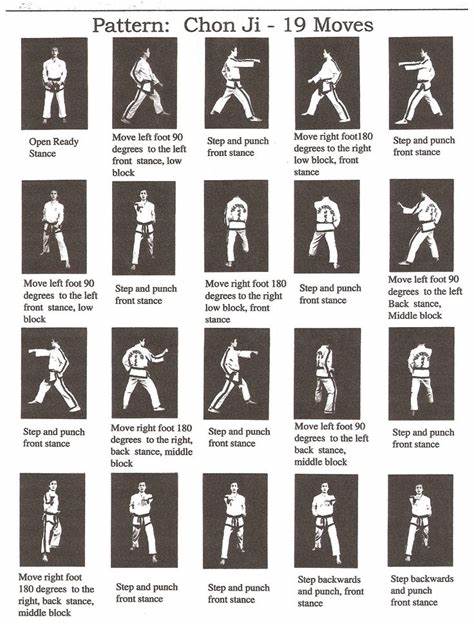 Pattern: Chon Ji - 19 Moves
Open Ready
Stance
Move left foot 90
degrees to the left
front stance, low
block
Step and punch
front stance
Move right foot180
degrees to the right
low block, front
stance
Step and punch
front stance
Move left foot 90
degrees to the left
front stance, low
block
Step and punch
front stance
Move right foot 180
degrees to the right
low block, front
stance
Step and punch
front stance
Move left foot 90
degrees to the left
Back stance,
Middle block
Step and punch
front stance
Move right foot 180
degrees to the right,
back stance, middle
block
Step and punch
front stance
Move left foot 90
degrees to the left
back stance,
middle block
Step and punch
front stance
Move right foot
180 degrees to the
right, back stance,
middle block
Step and punch
front stance
Step and punch
front stance
Step backwards
and punch, front
stance
Step backwards
and punch
front stance